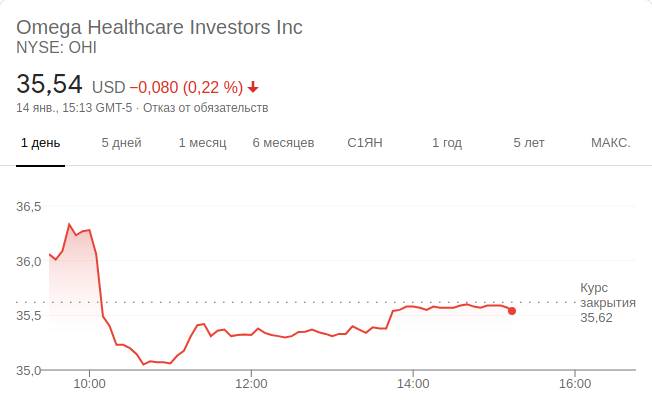 Omega Healthcare Investors Inc
NYSE: OHI
35,54 USD −0,080 (0,22 %)
14 янв., 15:13 GMT-5 · Отказ от обязательств
1 день 5 дней 1 месяц 6 месяцев С1ЯН 1 год 5 лет МАКС.
36,5
36,0
35,5
35,0
Курс
закрытия
35,62
10:00 12:00 14:00 16:00